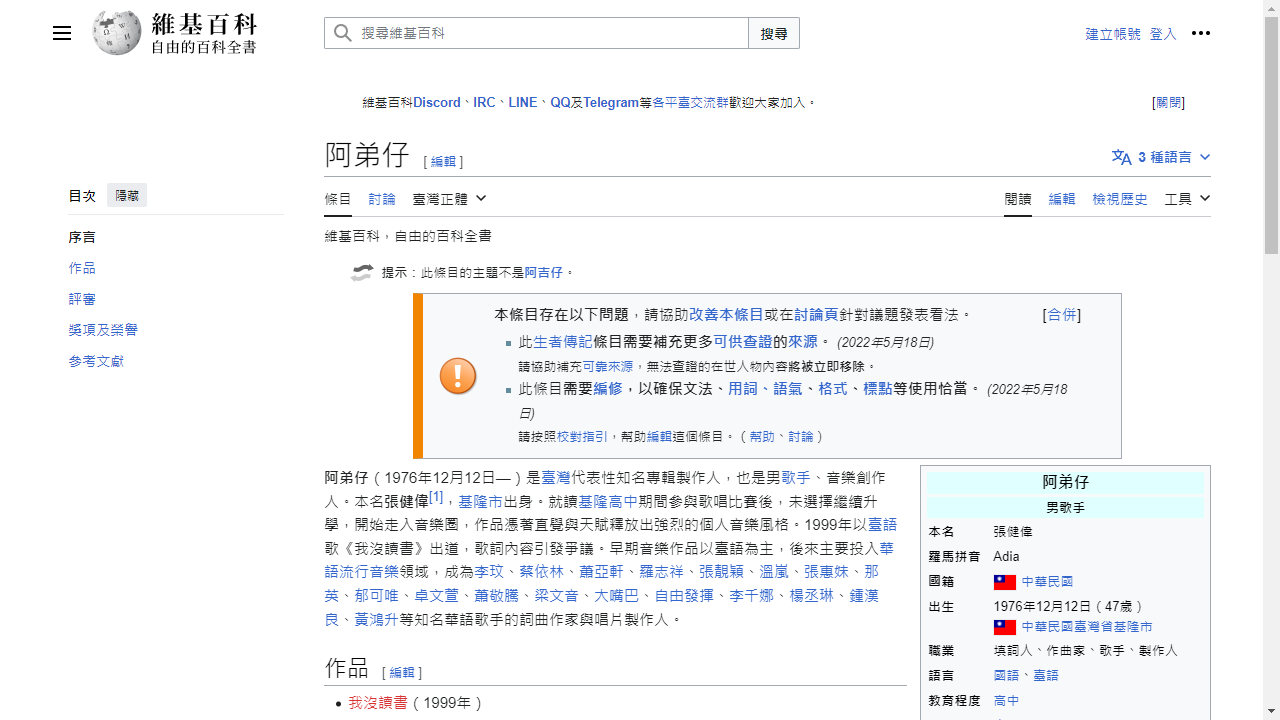 維基百科
自由的百科全書
搜尋維基百科
搜尋
建立帳號 登入
維基百科Discord、IRC、LINE、QQ及Telegram等各平臺交流群歡迎大家加入。
[關閉]
阿弟仔 [編輯]
3 種語言
目次 隱藏
序言
作品
評審
獎項及榮譽
參考文獻
條目 討論 臺灣正體
閱讀 編輯 檢視歷史 工具
維基百科，自由的百科全書
提示：此條目的主題不是阿吉仔。
本條目存在以下問題，請協助改善本條目或在討論頁針對議題發表看法。 [合併]
此生者傳記條目需要補充更多可供查證的來源。 (2022年5月18日)
請協助補充可靠來源，無法查證的在世人物內容將被立即移除。
此條目需要編修，以確保文法、用詞、語氣、格式、標點等使用恰當。 (2022年5月18
日)
請按照校對指引，幫助編輯這個條目。（幫助、討論）
阿弟仔（1976年12月12日—）是臺灣代表性知名專輯製作人，也是男歌手、音樂創作
人。本名張健偉[1]，基隆市出身。就讀基隆高中期間參與歌唱比賽後，未選擇繼續升
學，開始走入音樂圈，作品憑著直覺與天賦釋放出強烈的個人音樂風格。1999年以臺語
歌《我沒讀書》出道，歌詞內容引發爭議。早期音樂作品以臺語為主，後來主要投入華
語流行音樂領域，成為李玟、蔡依林、蕭亞軒、羅志祥、張靚穎、溫嵐、張惠妹、那
英、郁可唯、卓文萱、蕭敬騰、梁文音、大嘴巴、自由發揮、李千娜、楊丞琳、鍾漢
良、黃鴻升等知名華語歌手的詞曲作家與唱片製作人。
作品 [編輯]
我沒讀書（1999年）
阿弟仔
男歌手
本名 張健偉
羅馬拼音 Adia
國籍 中華民國
出生 1976年12月12日（47歲）
中華民國臺灣省基隆市
職業 填詞人、作曲家、歌手、製作人
語言 國語、臺語
教育程度 高中